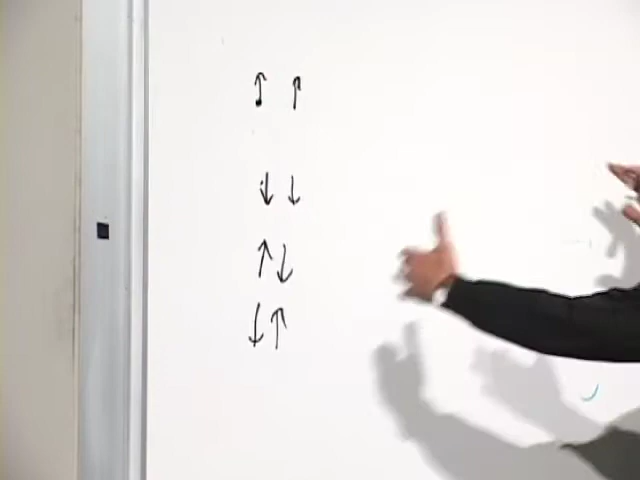 ↑ ↑
↓ ↓
↑ ↓
↓ ↑